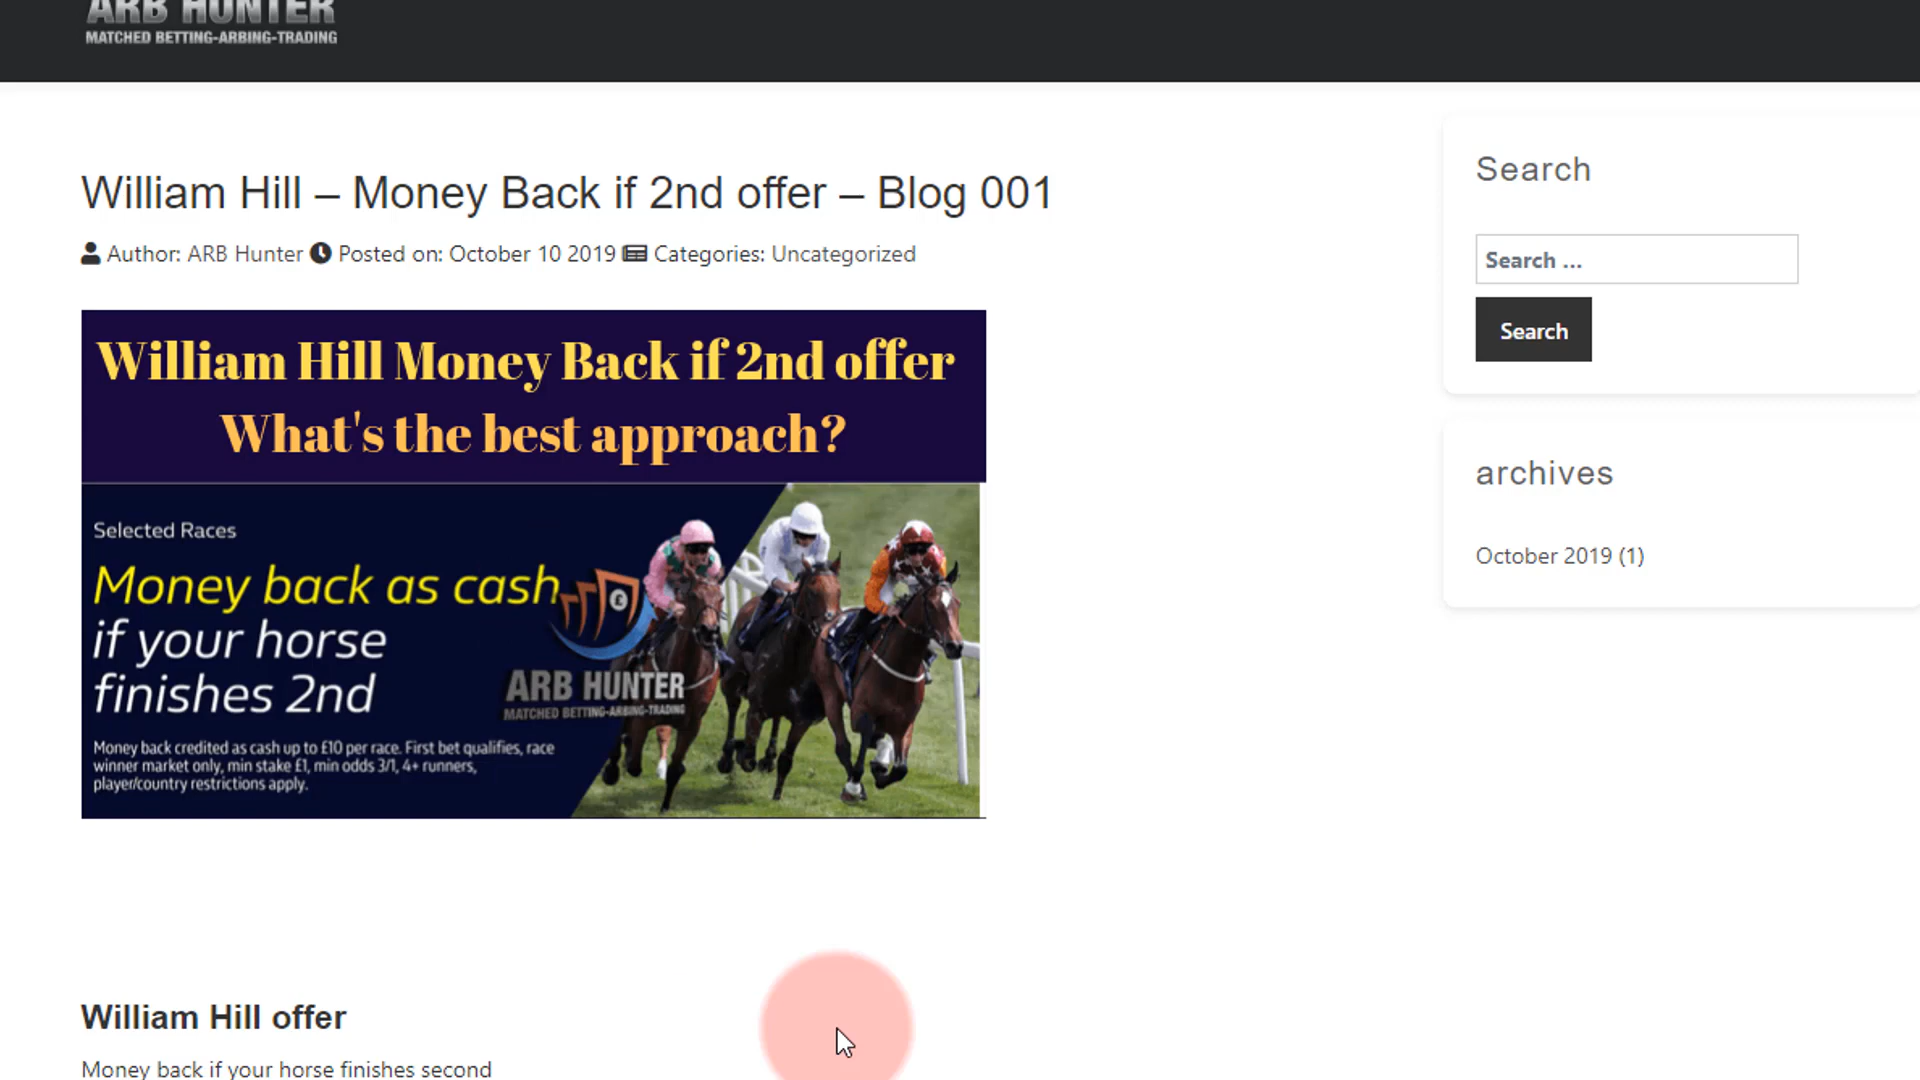 ARB HUNTER
MATCHED BETTING-ARBING-TRADING
William Hill – Money Back if 2nd offer – Blog 001
Author: ARB Hunter Posted on: October 10 2019 Categories: Uncategorized
William Hill Money Back if 2nd offer
What's the best approach?
Selected Races
Money back as cash
if your horse
finishes 2nd
£
ARB HUNTER
MATCHED BETTING-ARBING-TRADING
Money back credited as cash up to £10 per race. First bet qualifies, race
winner market only, min stake £1, min odds 3/1, 4+ runners,
player/country restrictions apply.
William Hill offer
Money back if your horse finishes second
Search
Search ...
Search
archives
October 2019 (1)